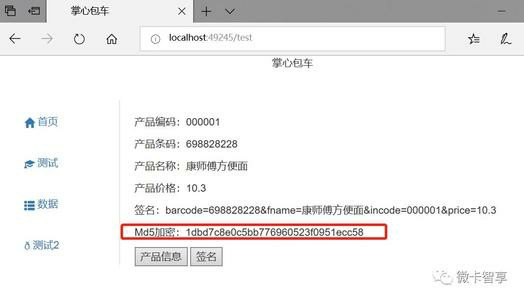 掌心包车
localhost:49245/test
掌心包车
首页
测试
数据
测试2
产品编码：000001
产品条码：698828228
产品名称：康师傅方便面
产品价格：10.3
签名：barcode=698828228&fname=康师傅方便面&incode=000001&price=10.3
Md5加密：1dbd7c8e0c5bb776960523f0951ecc58
产品信息 签名
微卡智享